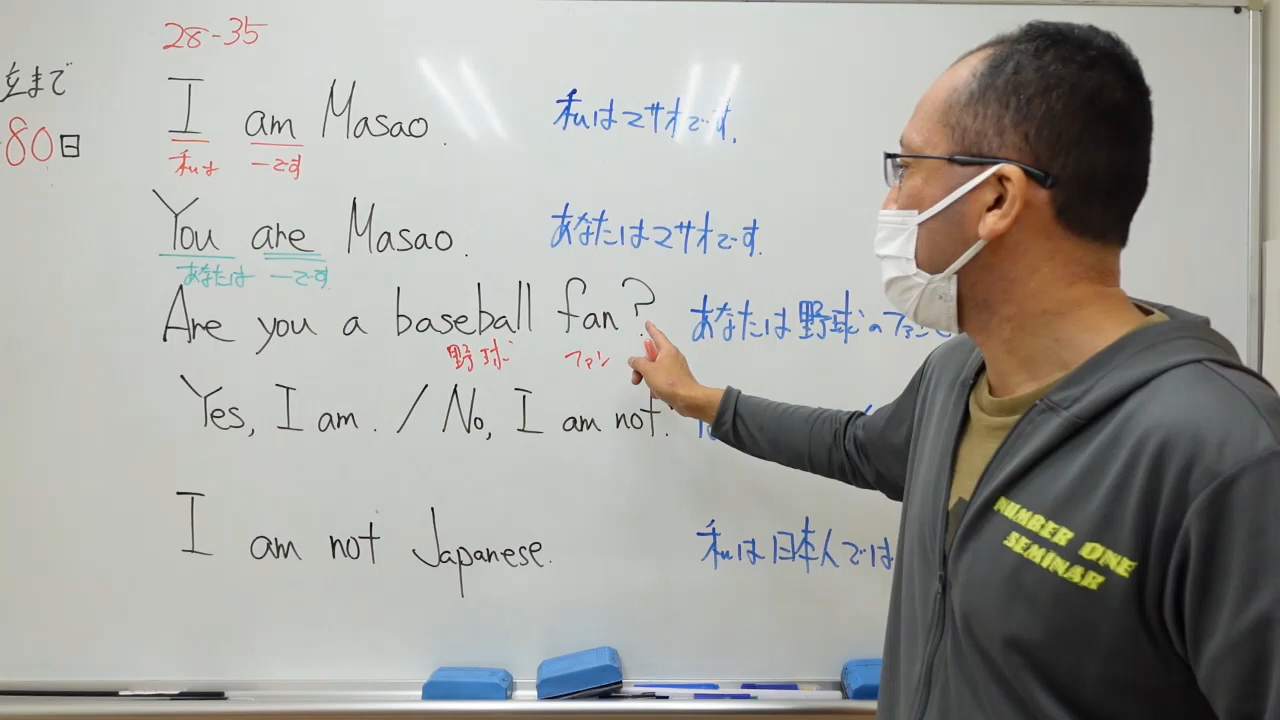 28-35
立まで
80日
I am Masao.
私は マサオです。
私は ーです
You are Masao.
あなたは マサオです。
あなたは ーです
Are you a baseball fan?
あなたは 野球のファン
野球 ファン
Yes, I am. / No, I am not.
I am not Japanese.
私は 日本人では
NUMBER ONE
SEMINAR